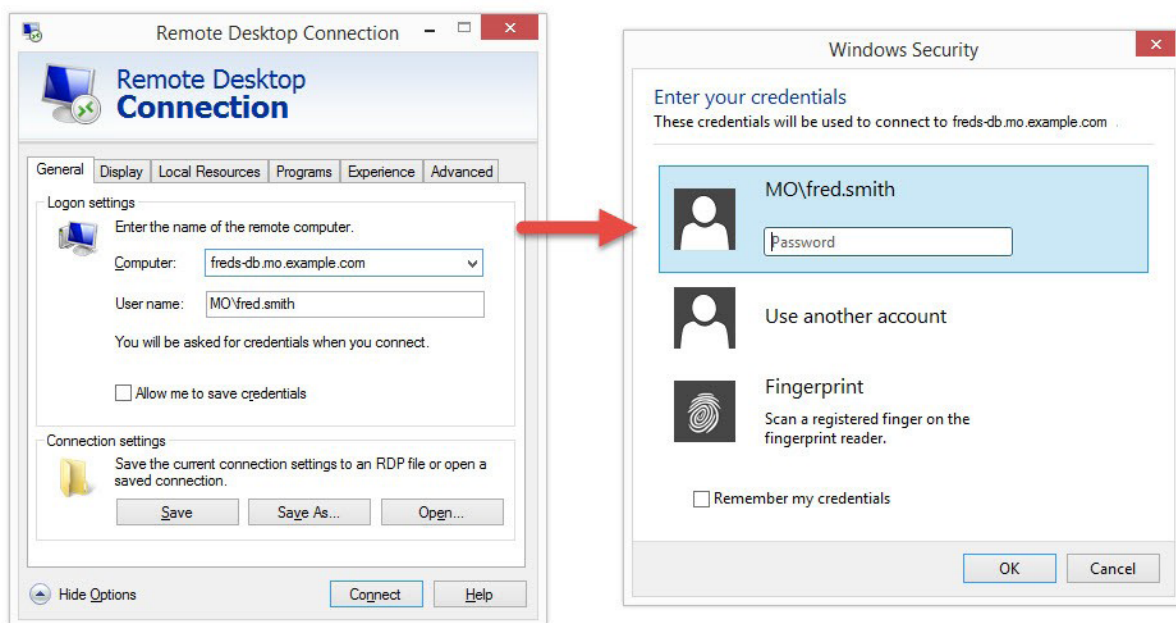 Remote Desktop Connection
Remote Desktop
Connection
General Display Local Resources Programs Experience Advanced
Logon settings
Enter the name of the remote computer.
Computer: freds-db.mo.example.com
User name: MO\fred.smith
You will be asked for credentials when you connect.
Allow me to save credentials
Connection settings
Save the current connection settings to an RDP file or open a
saved connection.
Save Save As... Open...
Hide Options Connect Help
Windows Security
Enter your credentials
These credentials will be used to connect to freds-db.mo.example.com .
MO\fred.smith
Password
Use another account
Fingerprint
Scan a registered finger on the
fingerprint reader.
Remember my credentials
OK Cancel